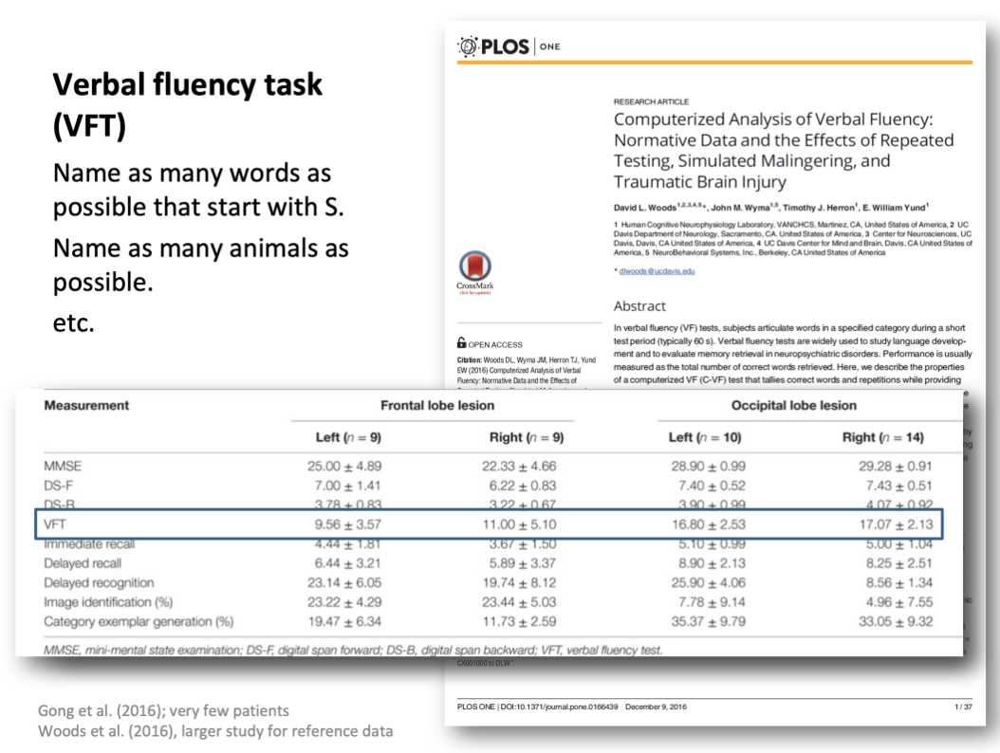 Verbal fluency task
(VFT)
Name as many words as
possible that start with S.
Name as many animals as
possible.
etc.
PLOS | ONE
RESEARCH ARTICLE
Computerized Analysis of Verbal Fluency:
Normative Data and the Effects of Repeated
Testing, Simulated Malingering, and
Traumatic Brain Injury
David L. Woods1,2,3,4,5*, John M. Wyma1,5, Timothy J. Herron1, E. William Yund1
1 Human Cognitive Neurophysiology Laboratory, VANCHCS, Martinez, CA, United States of America, 2 UC
Davis Department of Neurology, Sacramento, CA. United States of America, 3 Center for Neurosciences, UC
Davis, Davis, CA United States of America, 4 UC Davis Center for Mind and Brain, Davis, CA United States of
America, 5 NeuroBehavioral Systems, Inc., Berkeley, CA United States of America
* dlwoods@ucdavis.edu
CrossMark
click for updates
Abstract
In verbal fluency (VF) tests, subjects articulate words in a specified category during a short
test period (typically 60 s). Verbal fluency tests are widely used to study language develop-
ment and to evaluate memory retrieval in neuropsychiatric disorders. Performance is usually
measured as the total number of correct words retrieved. Here, we describe the properties
of a computerized VF (C-VF) test that tallies correct words and repetitions while providing
OPEN ACCESS
Citation: Woods DL, Wyma JM, Herron TJ, Yund
EW (2016) Computerized Analysis of Verbal
Fluency: Normative Data and the Effects of
Measurement Frontal lobe lesion Occipital lobe lesion
Left (n = 9) Right (n = 9) Left (n = 10) Right (n = 14)
MMSE 25.00 ± 4.89 22.33 ± 4.66 28.90 ± 0.99 29.28 ± 0.91
DS-F 7.00 ± 1.41 6.22 ± 0.83 7.40 ± 0.52 7.43 ± 0.51
DS-B 3.78 ± 0.83 3.22 ± 0.67 3.90 ± 0.99 4.07 ± 0.92
VFT 9.56 ± 3.57 11.00 ± 5.10 16.80 ± 2.53 17.07 ± 2.13
Immediate recall 4.44 ± 1.81 3.67 ± 1.50 5.10 ± 0.99 5.00 ± 1.04
Delayed recall 6.44 ± 3.21 5.89 ± 3.37 8.90 ± 2.13 8.25 ± 2.51
Delayed recognition 23.14 ± 6.05 19.74 ± 8.12 25.90 ± 4.06 8.56 ± 1.34
Image identification (%) 23.22 ± 4.29 23.44 ± 5.03 7.78 ± 9.14 4.96 ± 7.55
Category exemplar generation (%) 19.47 ± 6.34 11.73 ± 2.59 35.37 ± 9.79 33.05 ± 9.32
MMSE, mini-mental state examination; DS-F, digital span forward; DS-B, digital span backward; VFT, verbal fluency test.
CX001000 to DLW".
PLOS ONE | DOI:10.1371/journal.pone.0166439 December 9, 2016 1 / 37
Gong et al. (2016); very few patients
Woods et al. (2016), larger study for reference data